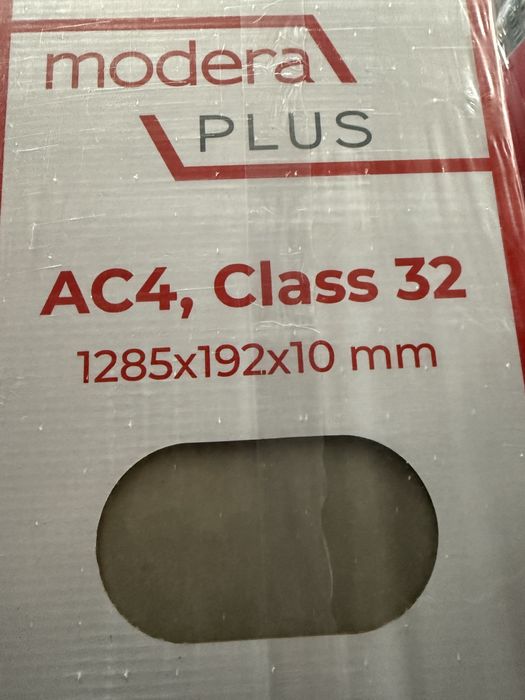 modera
PLUS
AC4, Class 32
1285x192x10 mm